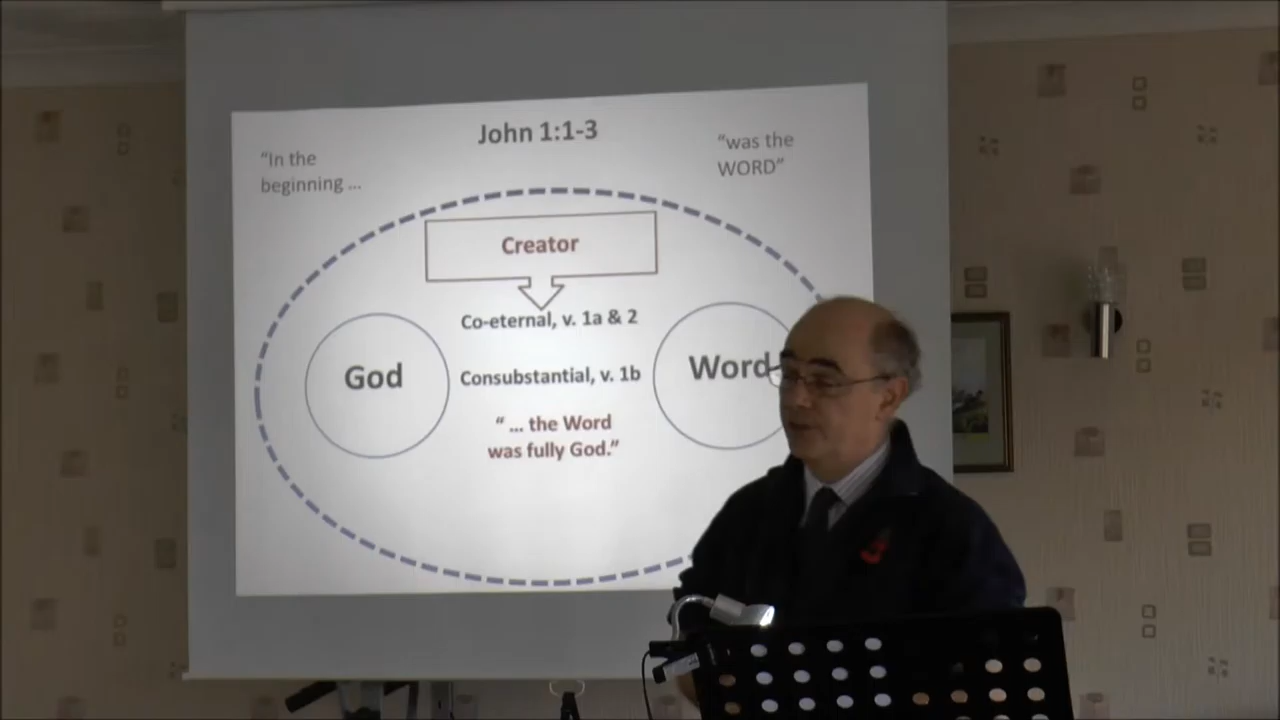 John 1:1-3
"In the
beginning ...
"was the
WORD"
Creator
Co-eternal, v. 1a & 2
God
Consubstantial, v. 1b
Word
" ... the Word
was fully God."